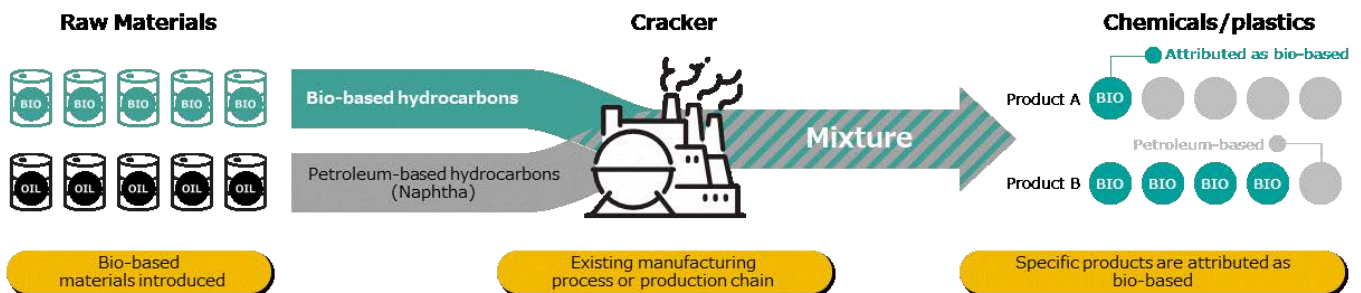 Raw Materials
Cracker
Chemicals/plastics
Attributed as bio-based
BIO BIO BIO BIO BIO
Bio-based hydrocarbons
Product A BIO
Mixture
Petroleum-based
OIL OIL OIL OIL OIL
Petroleum-based hydrocarbons
(Naphtha)
Product B BIO BIO BIO BIO
Bio-based
materials introduced
Existing manufacturing
process or production chain
Specific products are attributed as
bio-based